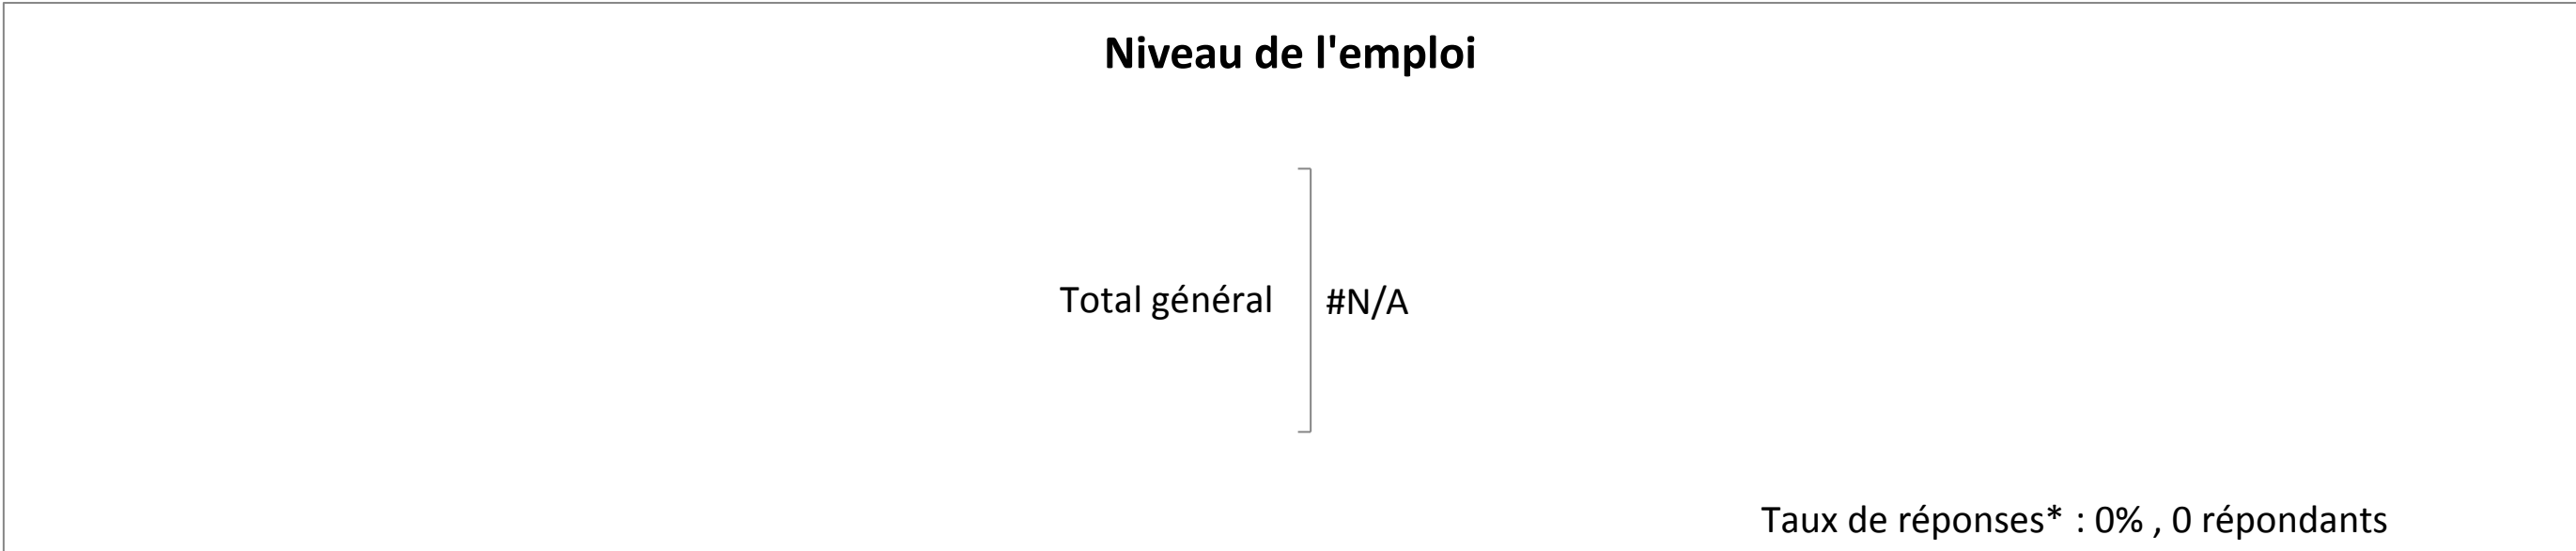 Niveau de l'emploi
Total général #N/A
Taux de réponses* : 0% , 0 répondants